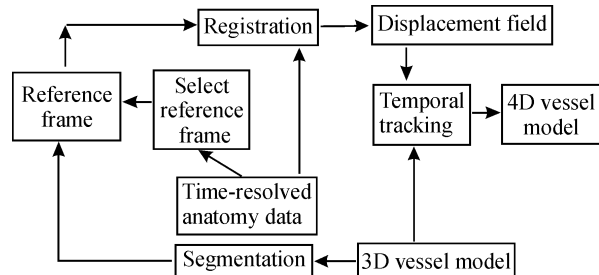 Registration
Displacement field
Reference
frame
Select
reference
frame
Temporal
tracking
4D vessel
model
Time-resolved
anatomy data
Segmentation
3D vessel model